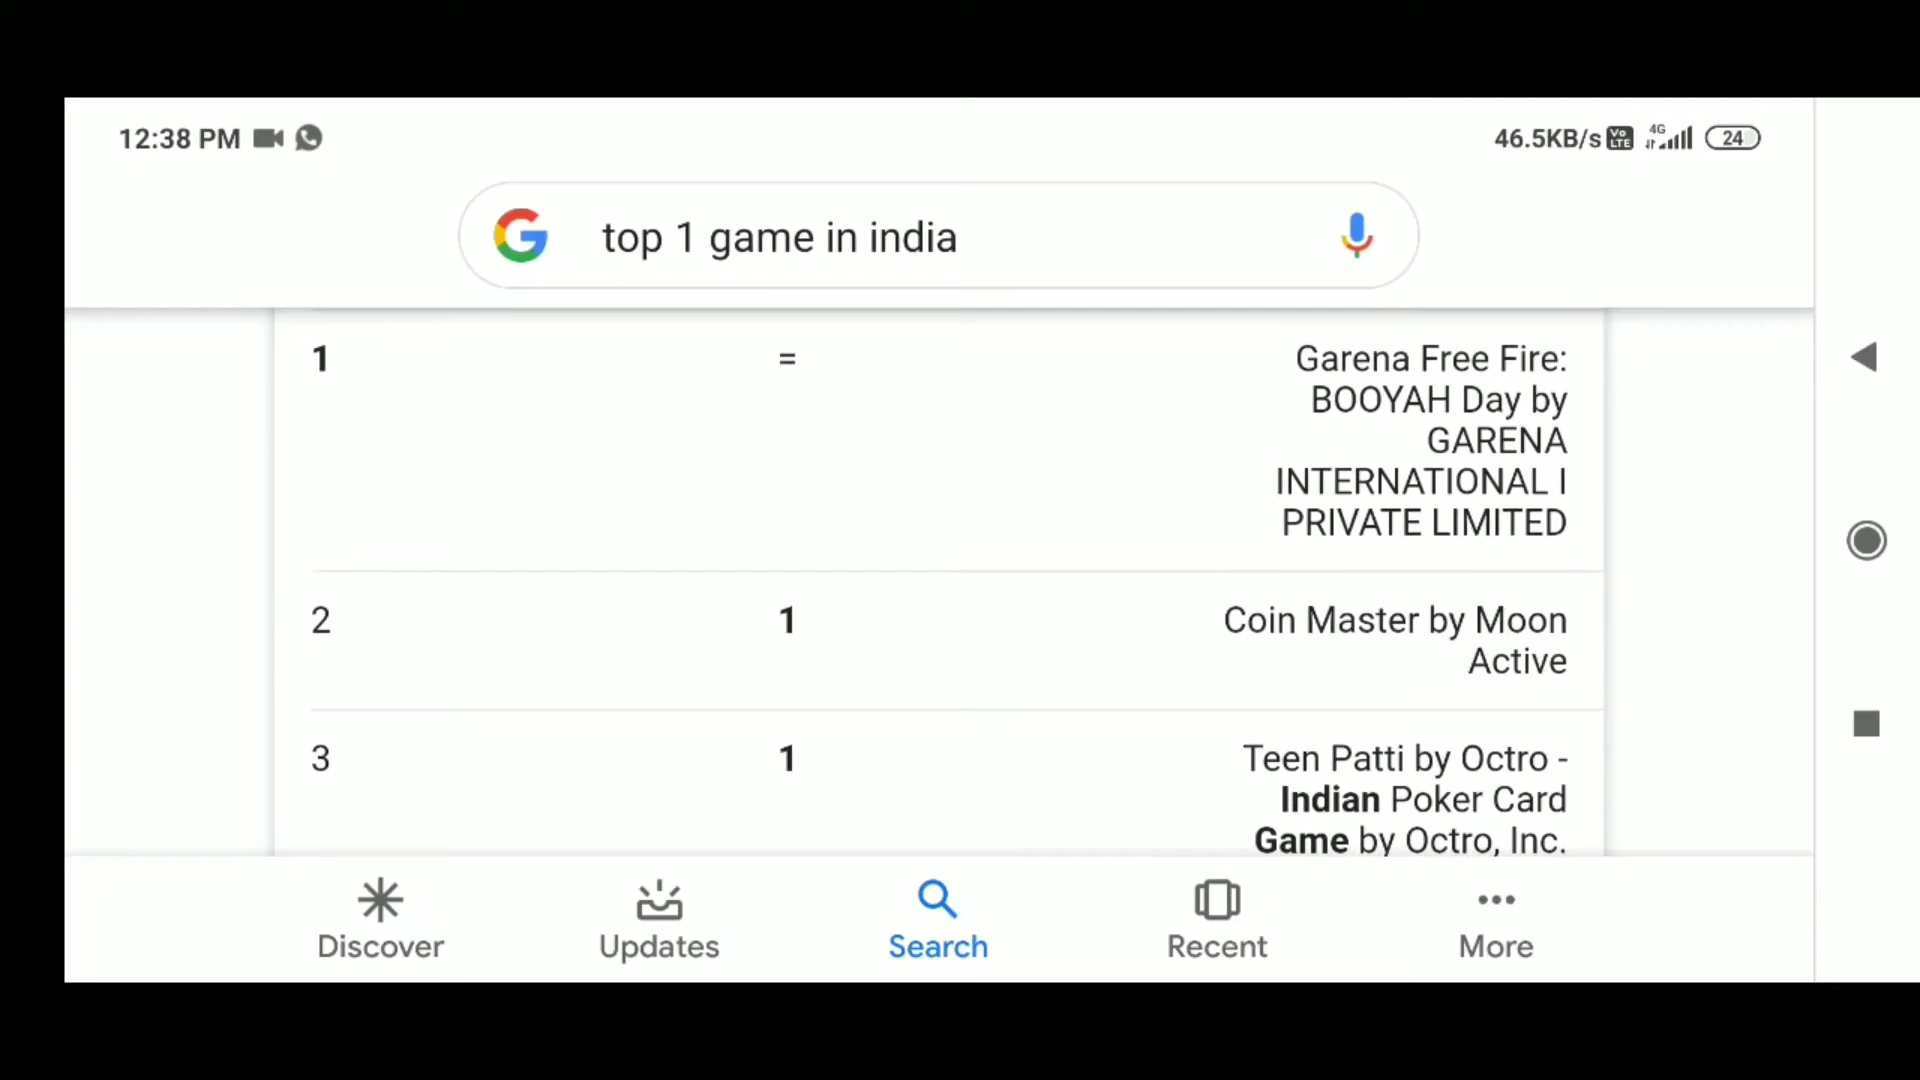 12:38 PM
46.5KB/s Vo LTE 4G 24
top 1 game in india
1 = Garena Free Fire:
BOOYAH Day by
GARENA
INTERNATIONAL I
PRIVATE LIMITED
2 1 Coin Master by Moon
Active
3 1 Teen Patti by Octro -
Indian Poker Card
Game by Octro, Inc.
Discover Updates Search Recent More